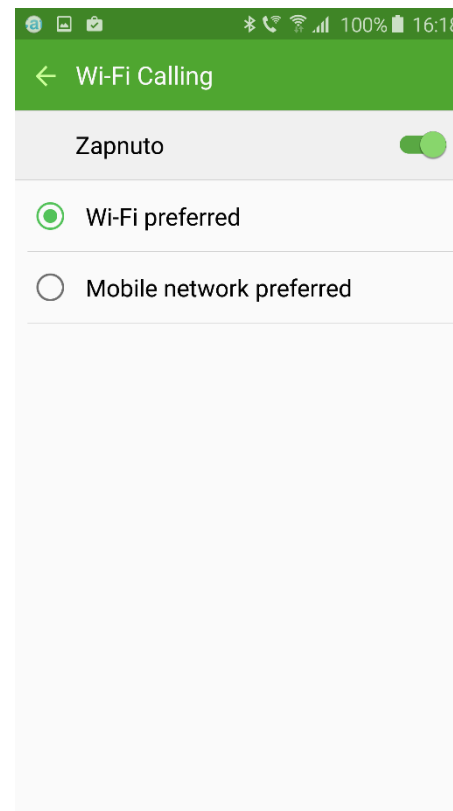 a 100% 16:18
Wi-Fi Calling
Zapnuto
Wi-Fi preferred
Mobile network preferred